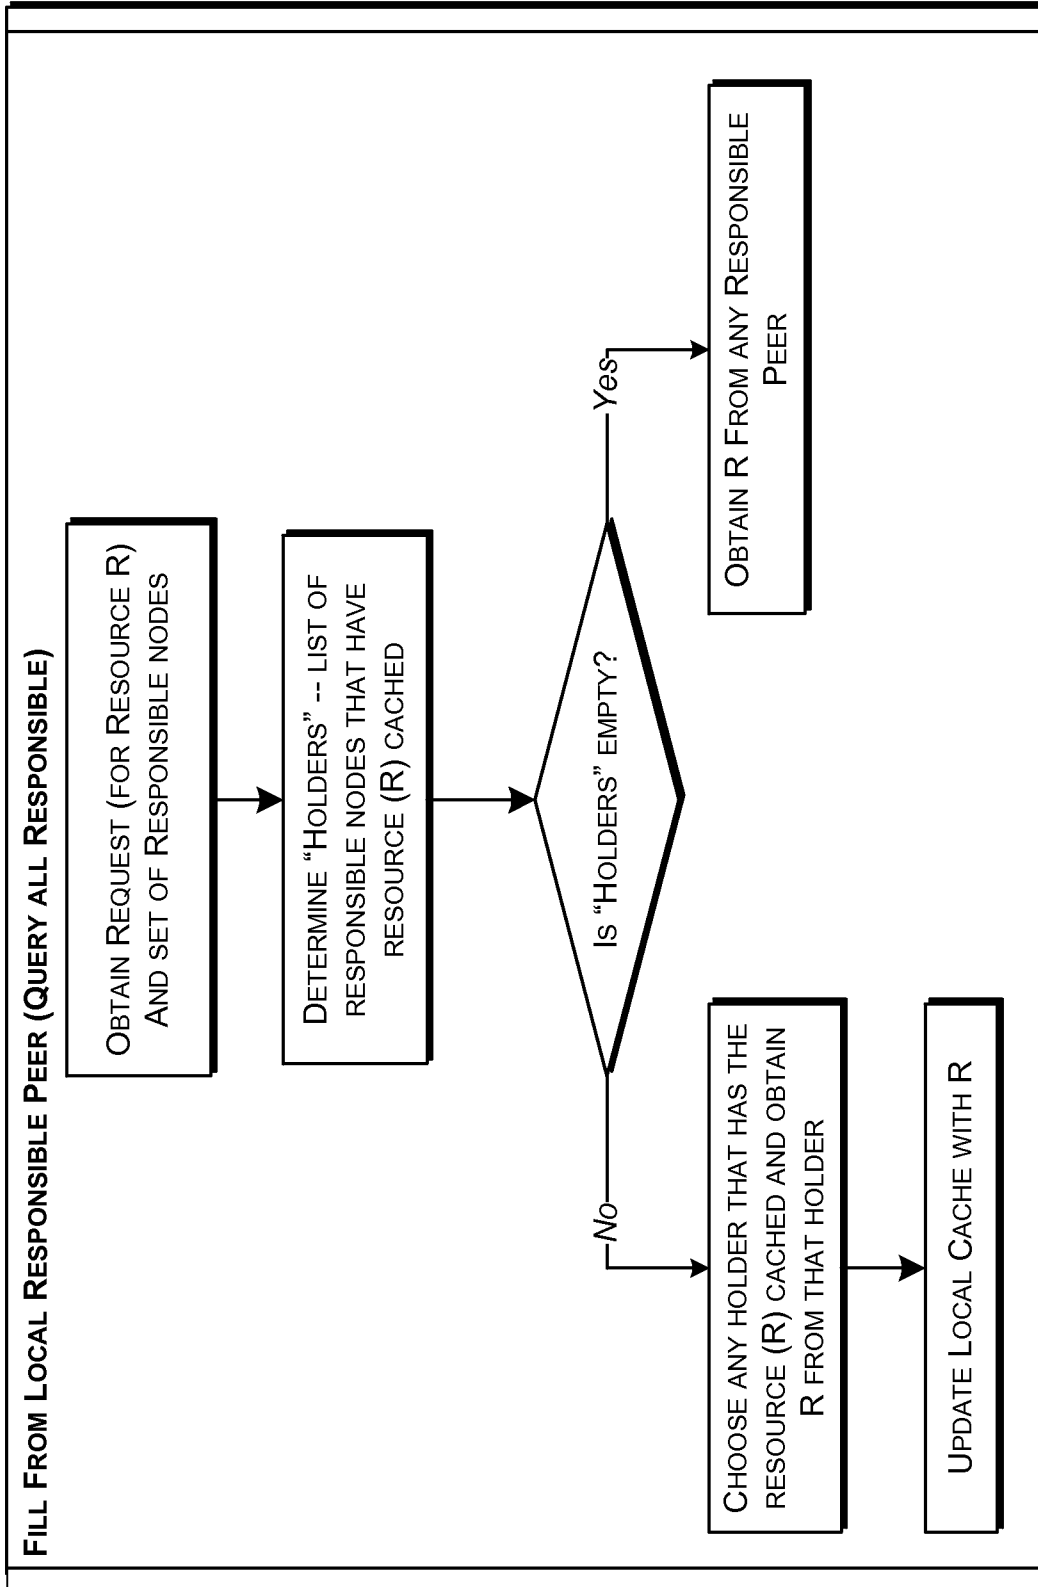 FILL FROM LOCAL RESPONSIBLE PEER (QUERY ALL RESPONSIBLE)
OBTAIN REQUEST (FOR RESOURCE R)
AND SET OF RESPONSIBLE NODES
DETERMINE “HOLDERS” -- LIST OF
RESPONSIBLE NODES THAT HAVE
RESOURCE (R) CACHED
IS “HOLDERS” EMPTY?
No
Yes
CHOOSE ANY HOLDER THAT HAS THE
RESOURCE (R) CACHED AND OBTAIN
R FROM THAT HOLDER
OBTAIN R FROM ANY RESPONSIBLE
PEER
UPDATE LOCAL CACHE WITH R